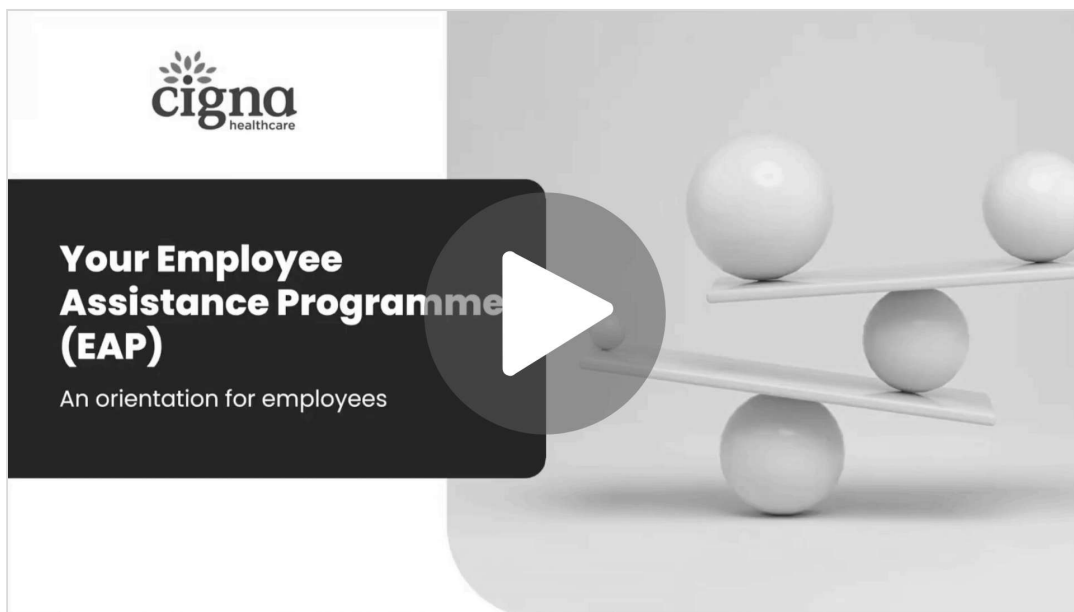 cigna
healthcare
Your Employee
Assistance Programme
(EAP)
An orientation for employees